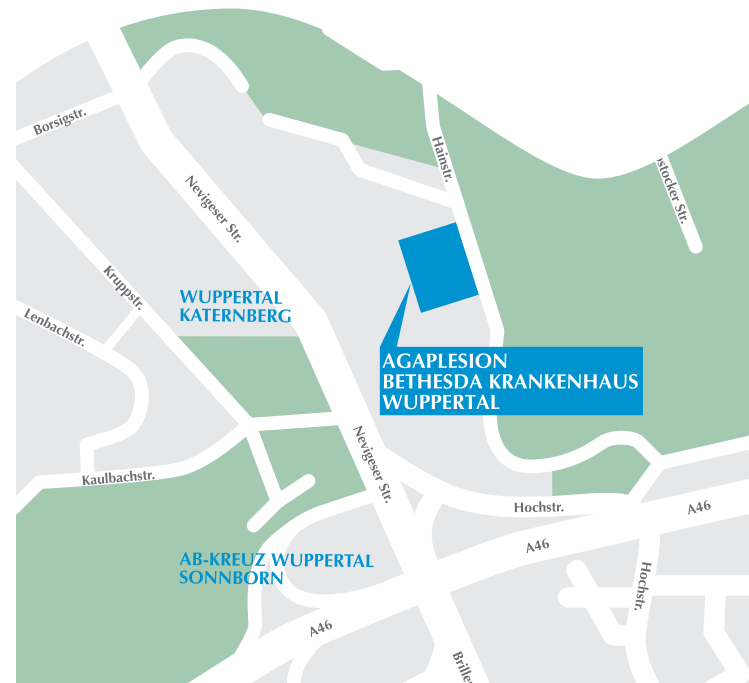 Borsigstr.
Hainstr.
ostocker Str.
Nevigeser Str.
Kruppstr.
WUPPERTAL
KATERNBERG
Lenbachstr.
AGAPLESION
BETHESDA KRANKENHAUS
WUPPERTAL
Nevigeser Str.
Kaulbachstr.
Hochstr.
A46
A46
AB-KREUZ WUPPERTAL
SONNBORN
Hochstr.
A46
Brille